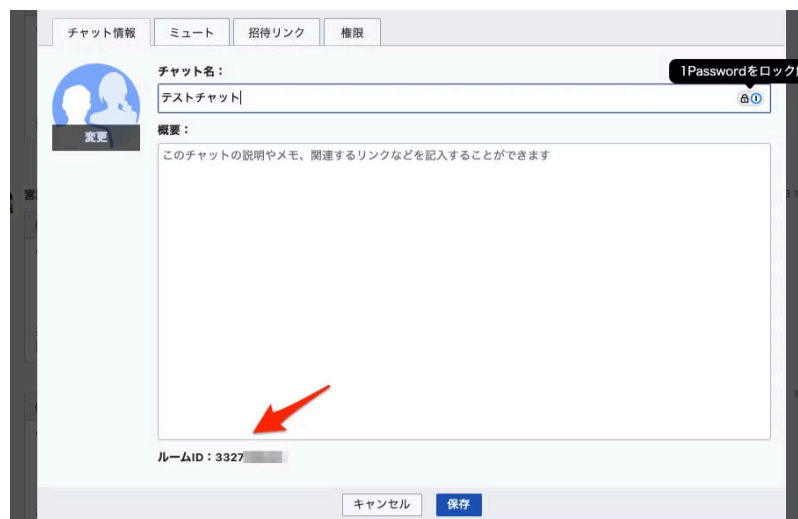 チャット情報 ミュート 招待リンク 権限
チャット名：
1Passwordをロック
テストチャット
変更
概要：
このチャットの説明やメモ、関連するリンクなどを記入することができます
ルームID：3327
キャンセル 保存